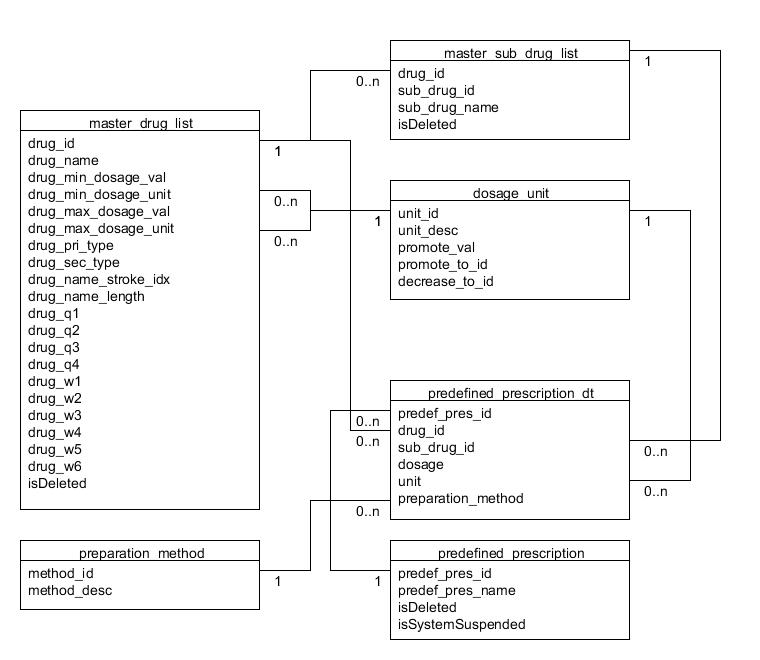 master_sub_drug_list
drug_id
sub_drug_id
sub_drug_name
isDeleted
1
0..n
master_drug_list
drug_id
drug_name
drug_min_dosage_val
drug_min_dosage_unit
drug_max_dosage_val
drug_max_dosage_unit
drug_pri_type
drug_sec_type
drug_name_stroke_idx
drug_name_length
drug_q1
drug_q2
drug_q3
drug_q4
drug_w1
drug_w2
drug_w3
drug_w4
drug_w5
drug_w6
isDeleted
1
0..n
0..n
dosage_unit
unit_id
unit_desc
promote_val
promote_to_id
decrease_to_id
1
1
predefined_prescription_dt
predef_pres_id
drug_id
sub_drug_id
dosage
unit
preparation_method
0..n
0..n
0..n
0..n
0..n
preparation_method
method_id
method_desc
1
predefined_prescription
predef_pres_id
predef_pres_name
isDeleted
isSystemSuspended
1